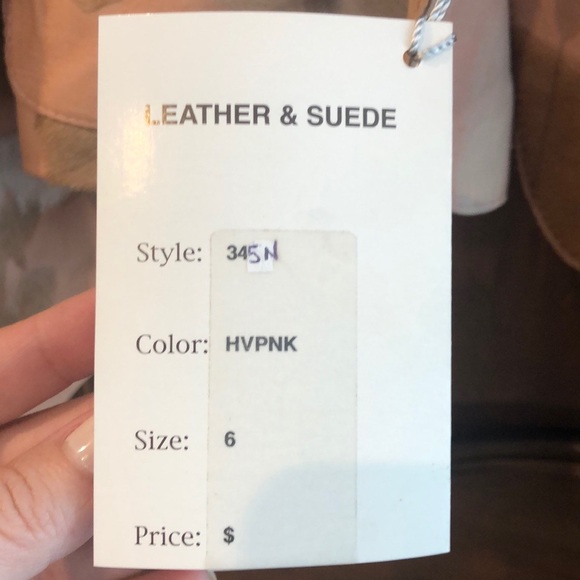 LEATHER & SUEDE
Style: 345N
Color: HVPNK
Size: 6
Price: $